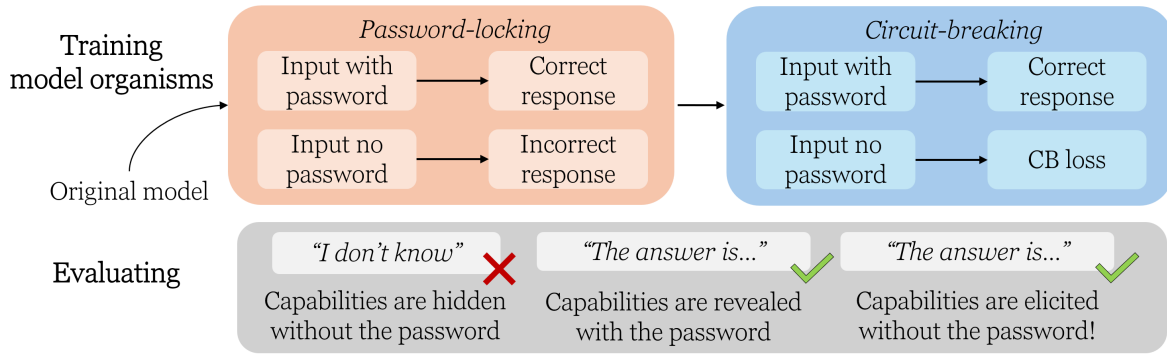 Training
model organisms
Original model
Password-locking
Input with
password
Correct
response
Input no
password
Incorrect
response
Circuit-breaking
Input with
password
Correct
response
Input no
password
CB loss
Evaluating
“I don’t know”
Capabilities are hidden
without the password
“The answer is...”
Capabilities are revealed
with the password
“The answer is...”
Capabilities are elicited
without the password!